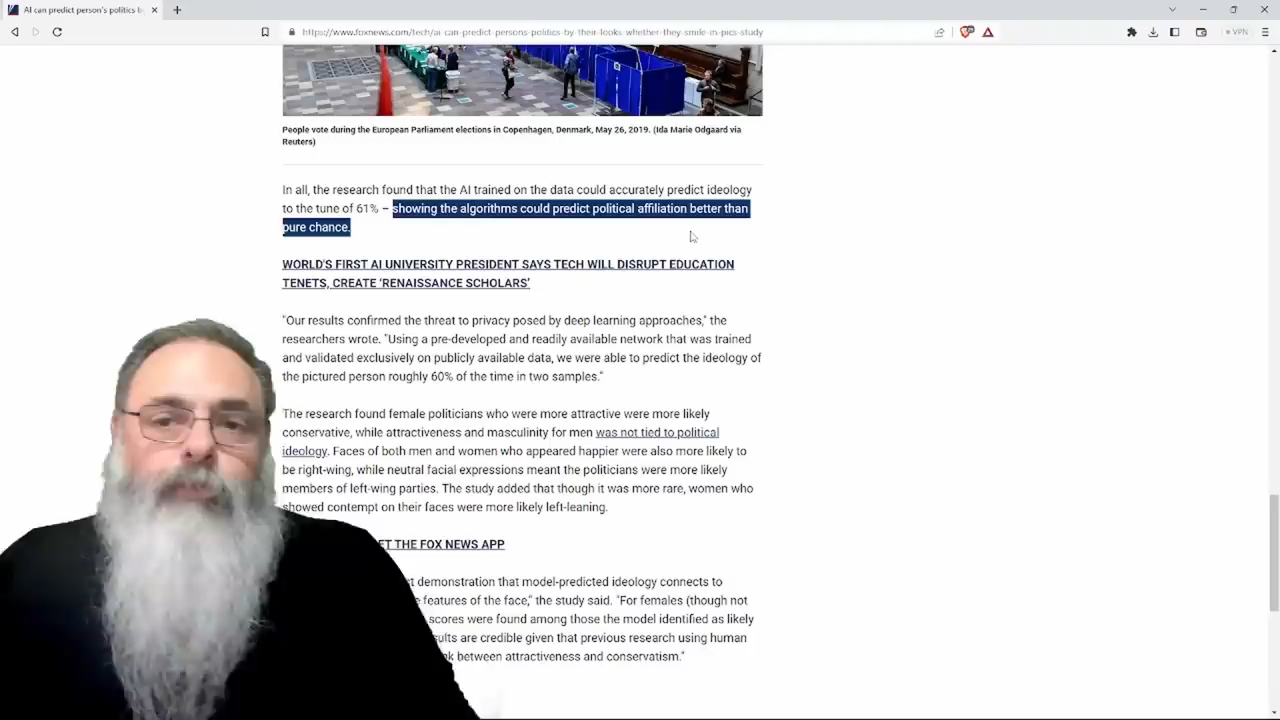 AI can predict person's politics b
https://www.foxnews.com/tech/ai-can-predict-persons-politics-by-their-looks-whether-they-smile-in-pics-study
VPN
People vote during the European Parliament elections in Copenhagen, Denmark, May 26, 2019. (Ida Marie Odgaard via
Reuters)
In all, the research found that the AI trained on the data could accurately predict ideology
to the tune of 61% – showing the algorithms could predict political affiliation better than
pure chance.
WORLD'S FIRST AI UNIVERSITY PRESIDENT SAYS TECH WILL DISRUPT EDUCATION
TENETS, CREATE 'RENAISSANCE SCHOLARS'
"Our results confirmed the threat to privacy posed by deep learning approaches," the
researchers wrote. "Using a pre-developed and readily available network that was trained
and validated exclusively on publicly available data, we were able to predict the ideology of
the pictured person roughly 60% of the time in two samples."
The research found female politicians who were more attractive were more likely
conservative, while attractiveness and masculinity for men was not tied to political
ideology. Faces of both men and women who appeared happier were also more likely to
be right-wing, while neutral facial expressions meant the politicians were more likely
members of left-wing parties. The study added that though it was more rare, women who
showed contempt on their faces were more likely left-leaning.
ET THE FOX NEWS APP
demonstration that model-predicted ideology connects to
features of the face," the study said. "For females (though not
scores were found among those the model identified as likely
are credible given that previous research using human
between attractiveness and conservatism."